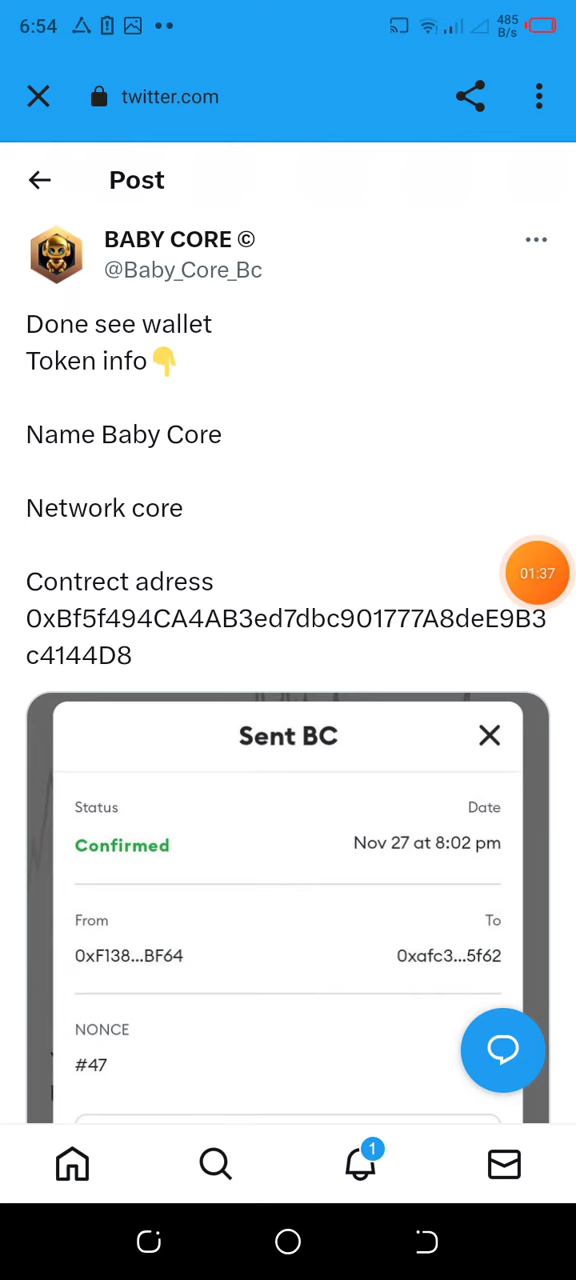 6:54
485
B/s
twitter.com
Post
BABY CORE ©
@Baby_Core_Bc
Done see wallet
Token info👇
Name Baby Core
Network core
Contrect adress
0xBf5f494CA4AB3ed7dbc901777A8deE9B3
c4144D8
01:37
Sent BC
Status
Date
Confirmed
Nov 27 at 8:02 pm
From
To
0xF138...BF64
0xafc3...5f62
NONCE
#47
1